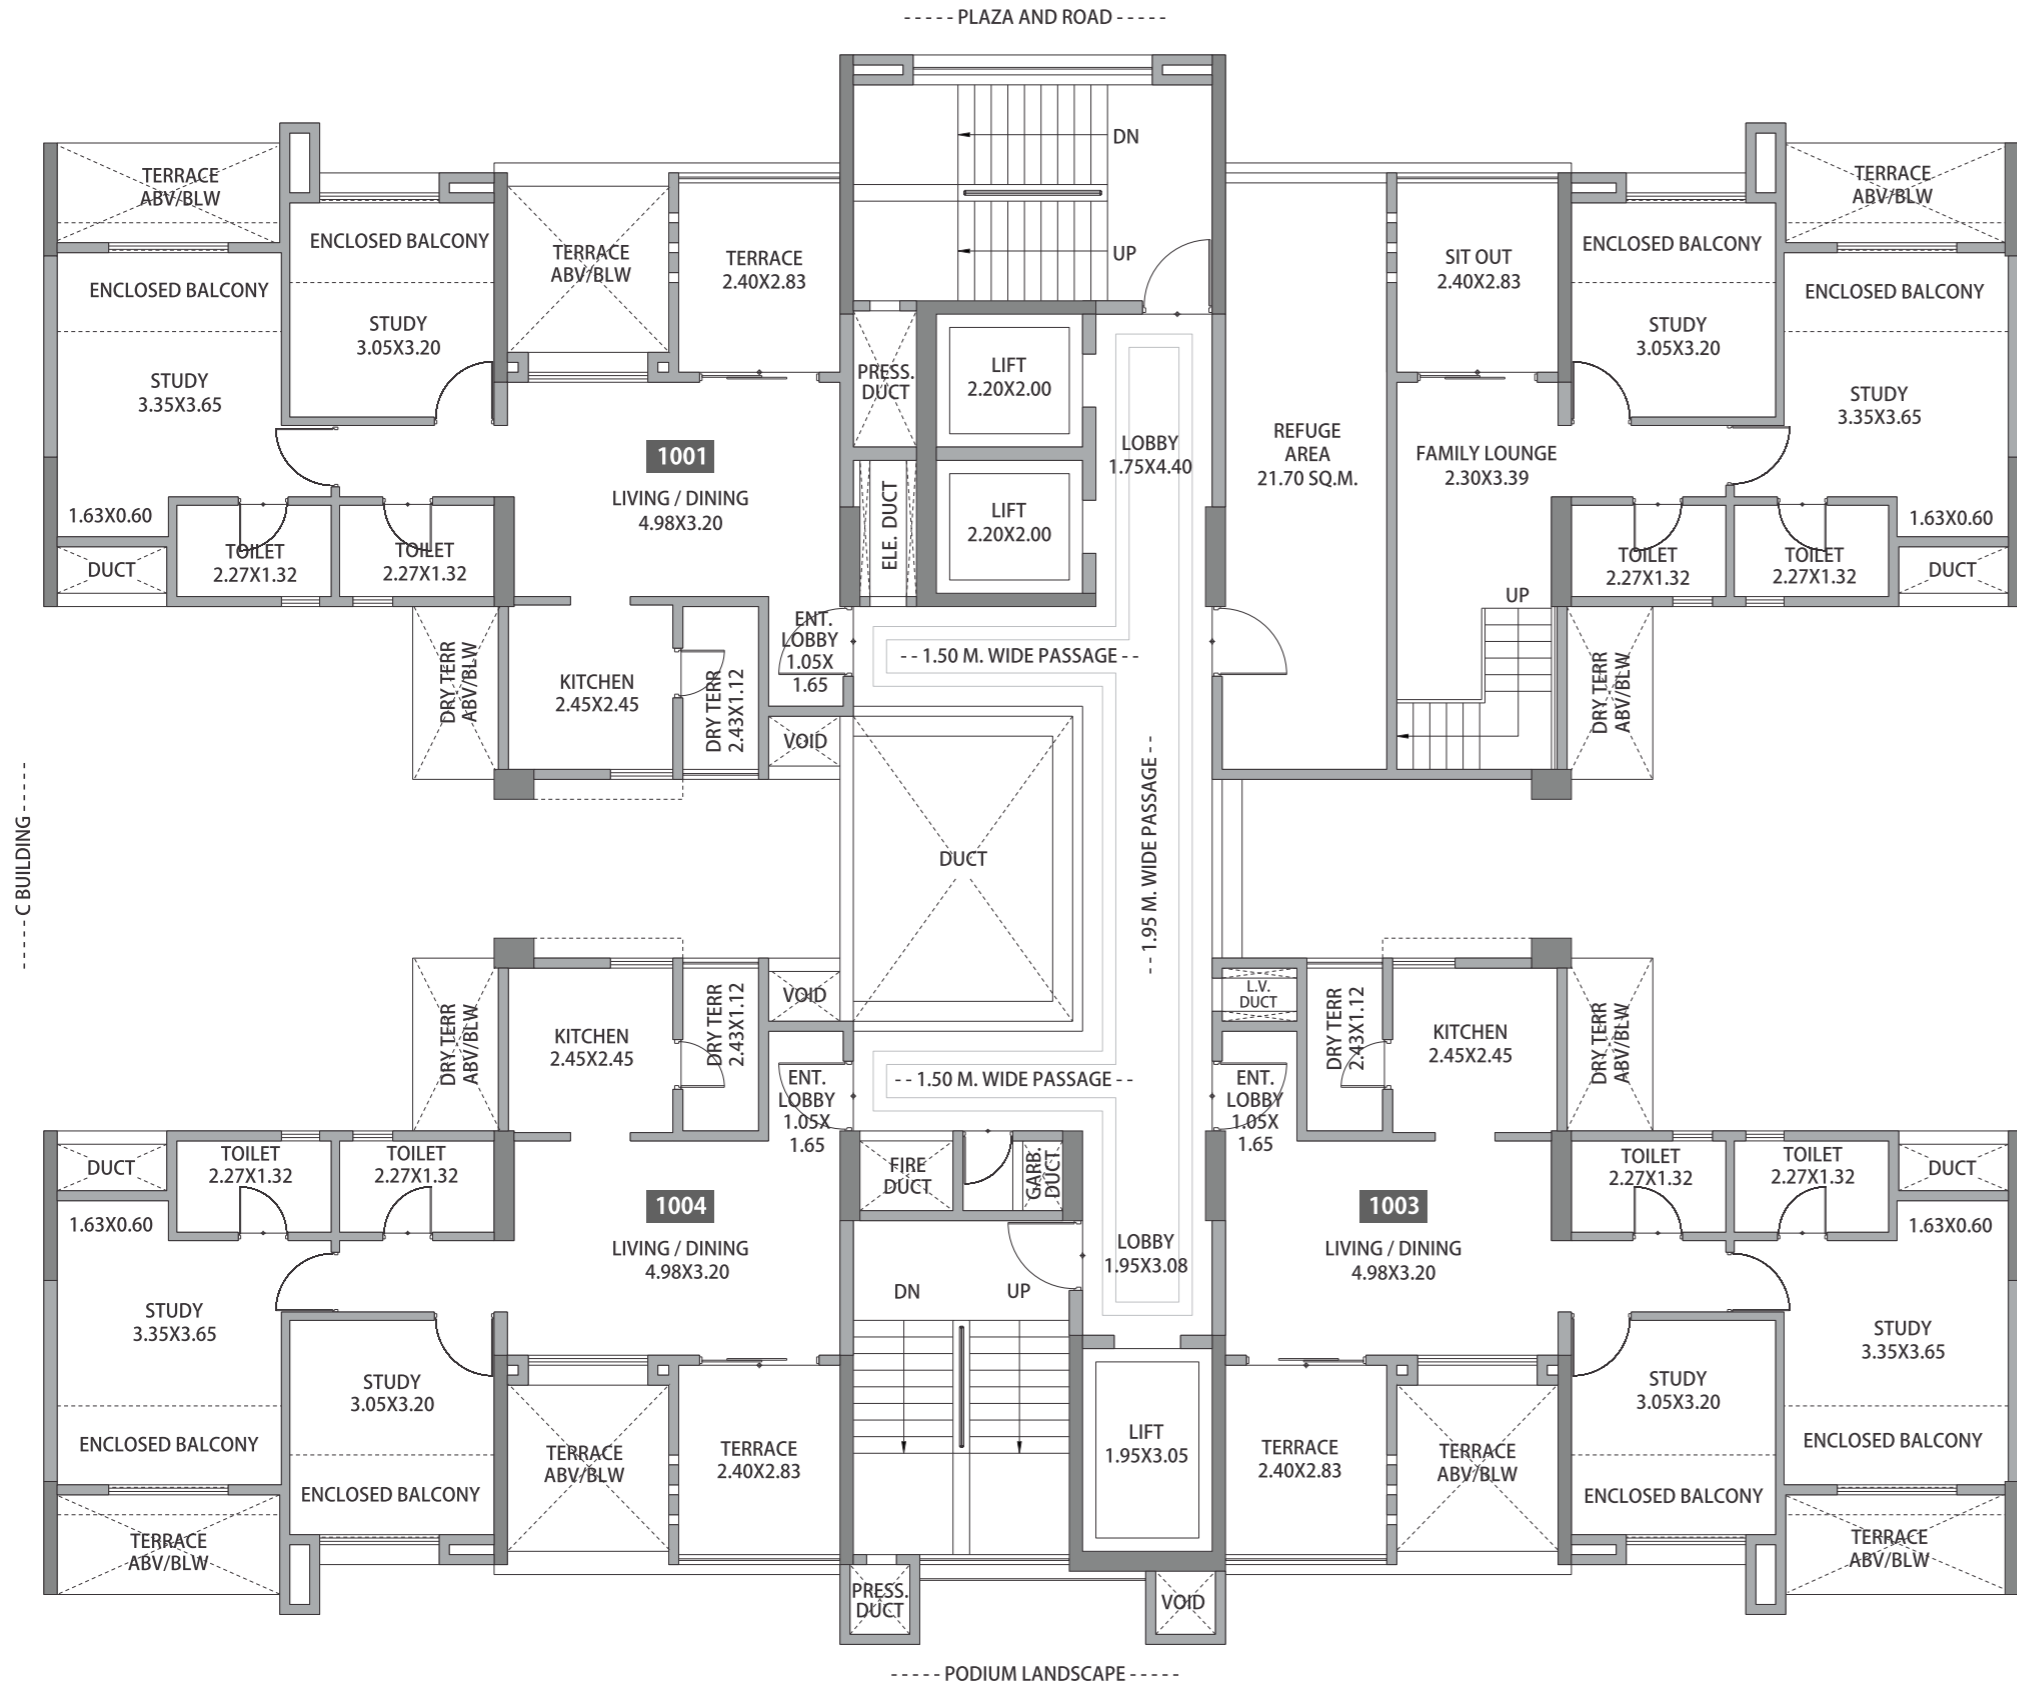 ----- PLAZA AND ROAD -----
DN
UP
TERRACE
ABV/BLW
ENCLOSED BALCONY
ENCLOSED BALCONY
STUDY
3.05X3.20
STUDY
3.35X3.65
TERRACE
ABV/BLW
TERRACE
2.40X2.83
1.63X0.60
DUCT
TOILET
2.27X1.32
TOILET
2.27X1.32
1001
LIVING / DINING
4.98X3.20
PRESS.
DUCT
ELE. DUCT
LIFT
2.20X2.00
LIFT
2.20X2.00
LOBBY
1.75X4.40
REFUGE
AREA
21.70 SQ.M.
SIT OUT
2.40X2.83
FAMILY LOUNGE
2.30X3.39
UP
ENCLOSED BALCONY
STUDY
3.05X3.20
TERRACE
ABV/BLW
ENCLOSED BALCONY
STUDY
3.35X3.65
1.63X0.60
TOILET
2.27X1.32
TOILET
2.27X1.32
DUCT
DRY TERR
ABV/BLW
KITCHEN
2.45X2.45
DRY TERR
2.43X1.12
ENT.
LOBBY
1.05X
1.65
VOID
-- 1.50 M. WIDE PASSAGE --
DRY TERR
ABV/BLW
----- C BUILDING -----
DUCT
-- 1.95 M. WIDE PASSAGE --
DRY TERR
ABV/BLW
KITCHEN
2.45X2.45
DRY TERR
2.43X1.12
VOID
ENT.
LOBBY
1.05X
1.65
-- 1.50 M. WIDE PASSAGE --
L.V.
DUCT
ENT.
LOBBY
1.05X
1.65
DRY TERR
2.43X1.12
KITCHEN
2.45X2.45
DRY TERR
ABV/BLW
DUCT
TOILET
2.27X1.32
TOILET
2.27X1.32
1.63X0.60
1004
LIVING / DINING
4.98X3.20
FIRE
DUCT
GARB.
DUCT
DN
UP
LOBBY
1.95X3.08
1003
LIVING / DINING
4.98X3.20
TOILET
2.27X1.32
TOILET
2.27X1.32
DUCT
1.63X0.60
STUDY
3.35X3.65
STUDY
3.05X3.20
ENCLOSED BALCONY
ENCLOSED BALCONY
TERRACE
ABV/BLW
TERRACE
ABV/BLW
TERRACE
2.40X2.83
LIFT
1.95X3.05
TERRACE
2.40X2.83
TERRACE
ABV/BLW
STUDY
3.05X3.20
ENCLOSED BALCONY
STUDY
3.35X3.65
ENCLOSED BALCONY
TERRACE
ABV/BLW
PRESS.
DUCT
VOID
----- PODIUM LANDSCAPE -----